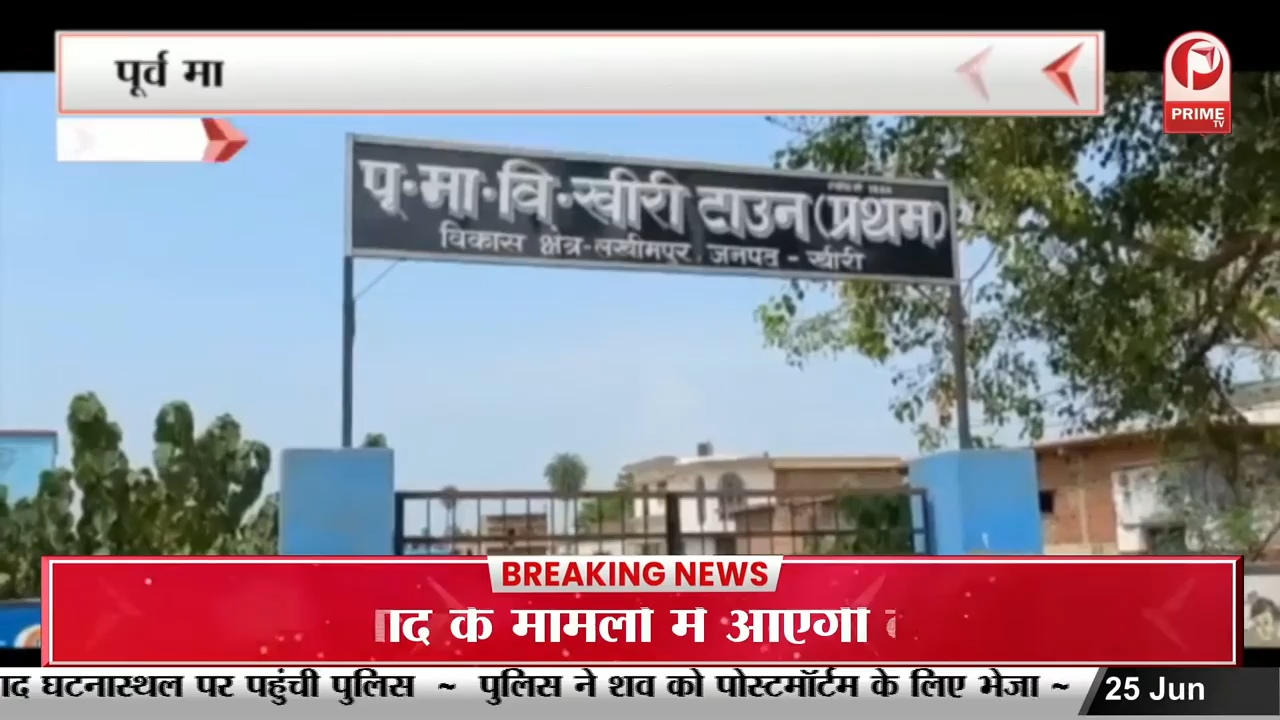 पूर्व मा
PRIME
TV
पू॰मा॰वि॰खीरी टाउन (प्रथम)
विकास क्षेत्र-लखीमपुर, जनपद - खीरी
BREAKING NEWS
के मामलों में आएगी
घटनास्थल पर पहुंची पुलिस ~ पुलिस ने शव को पोस्टमॉर्टम के लिए भेजा ~
25 Jun